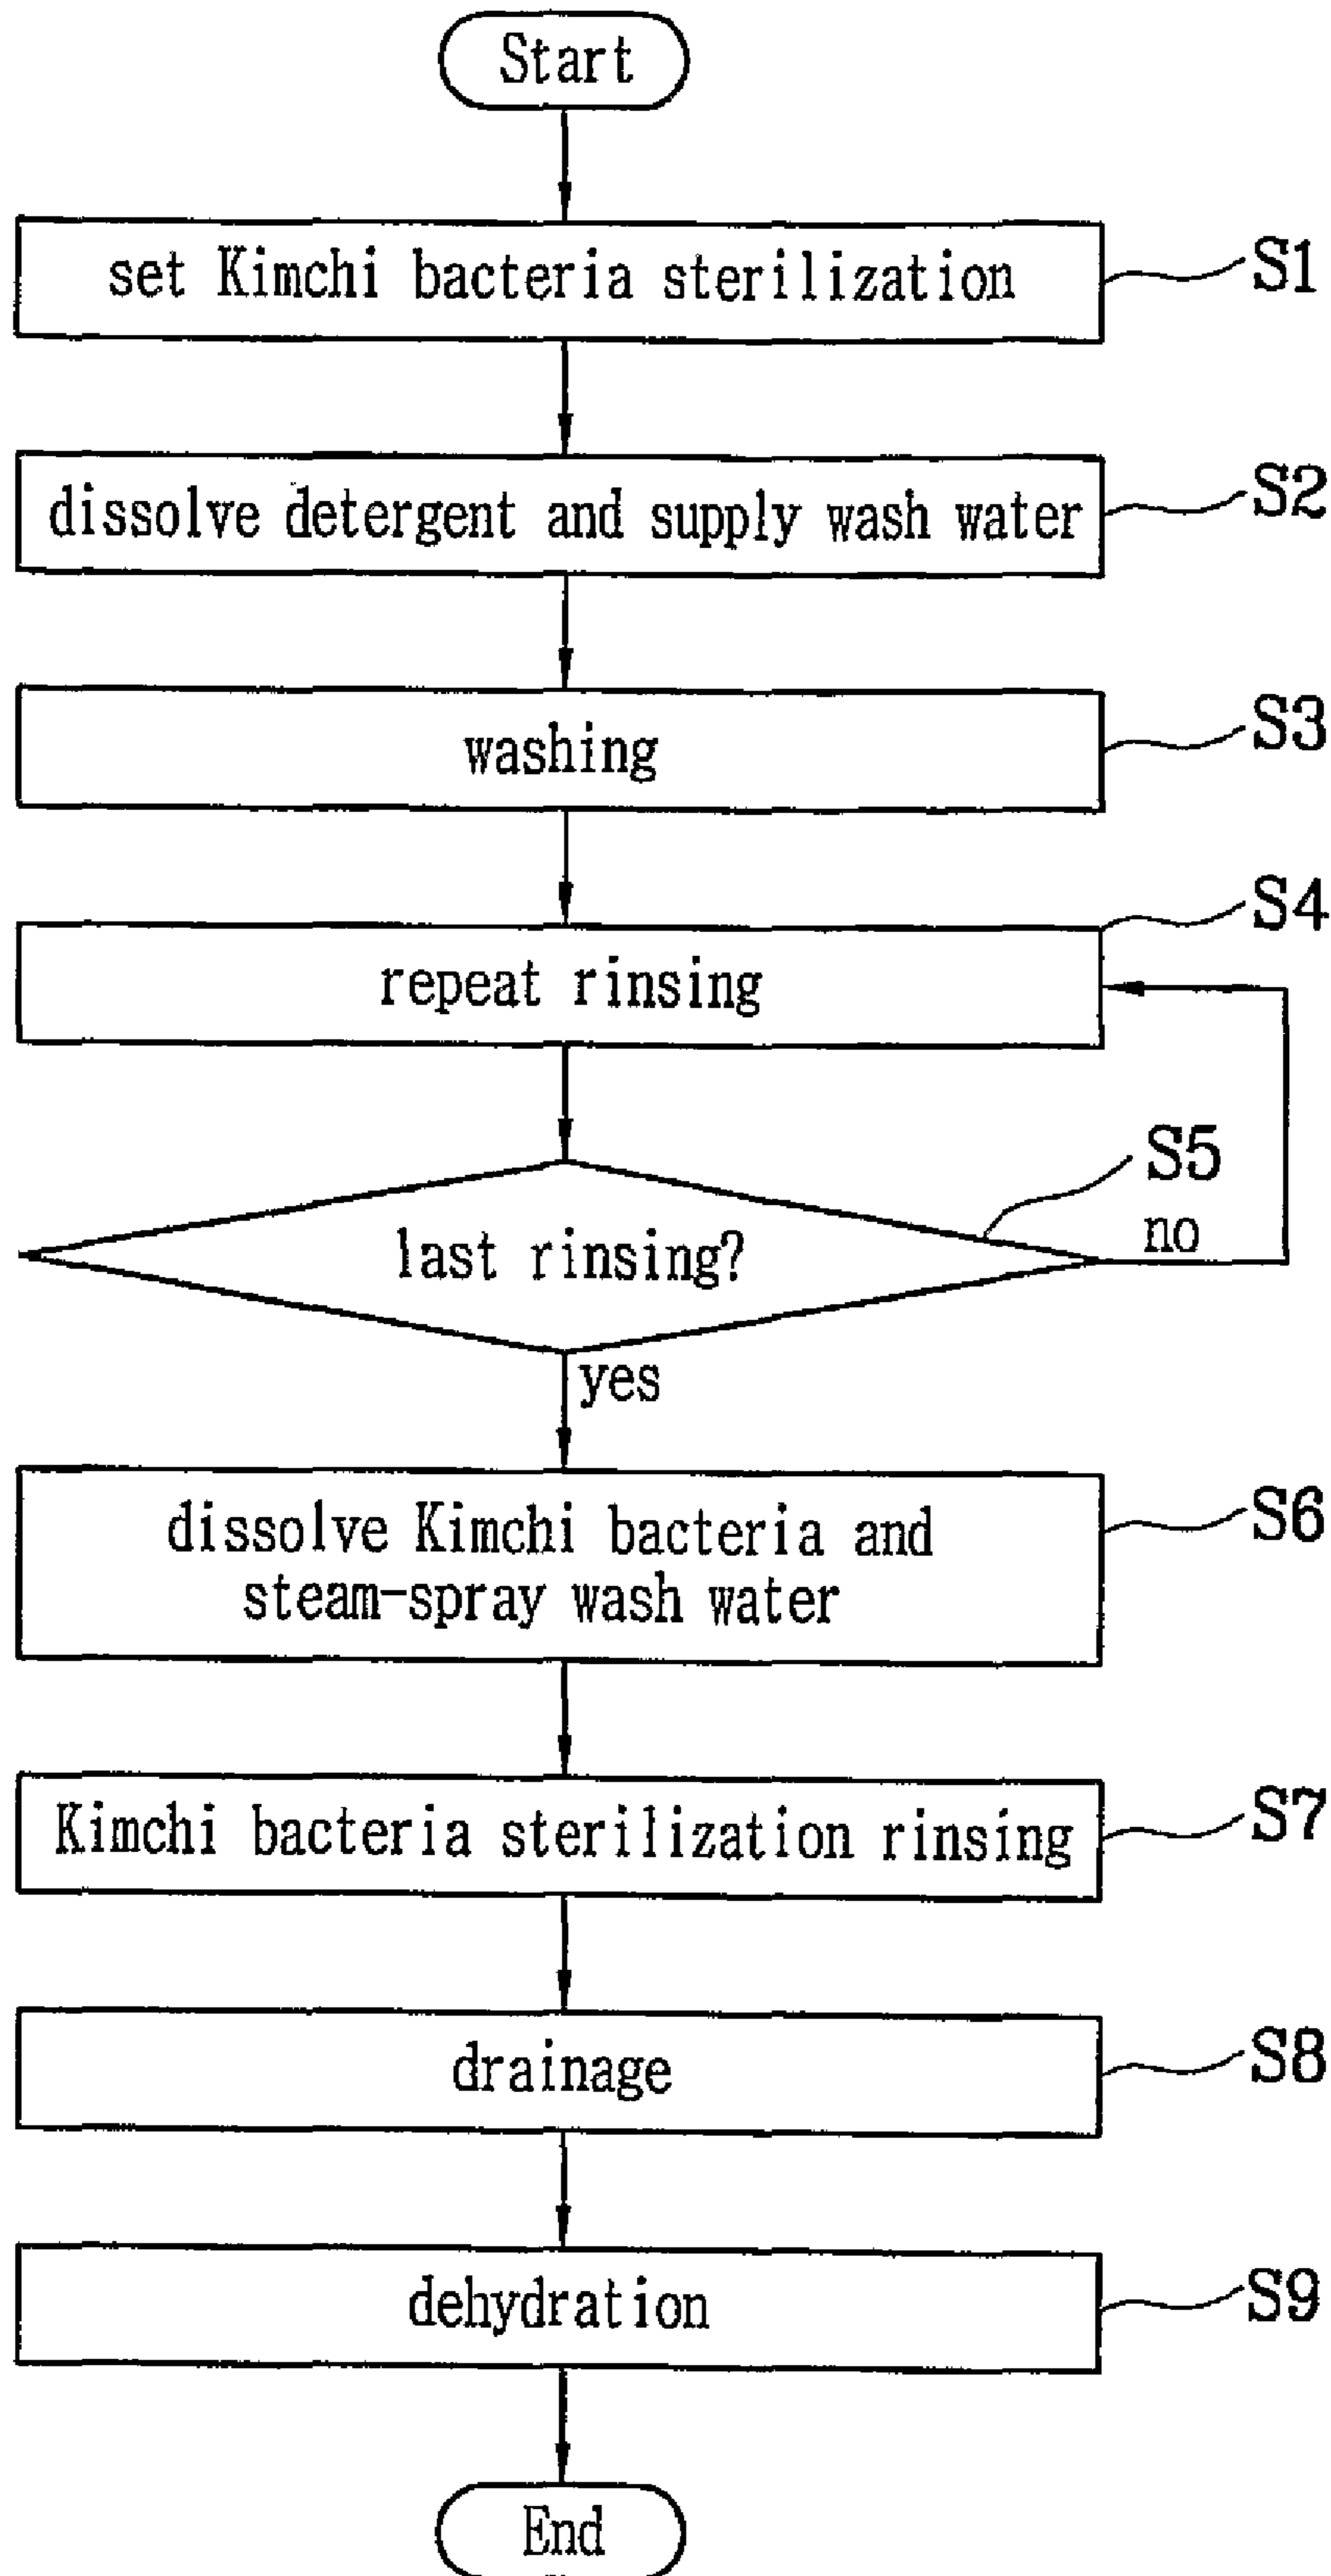 Start
set Kimchi bacteria sterilization
S1
dissolve detergent and supply wash water
S2
washing
S3
repeat rinsing
S4
last rinsing?
S5
no
yes
dissolve Kimchi bacteria and
steam-spray wash water
S6
Kimchi bacteria sterilization rinsing
S7
drainage
S8
dehydration
S9
End